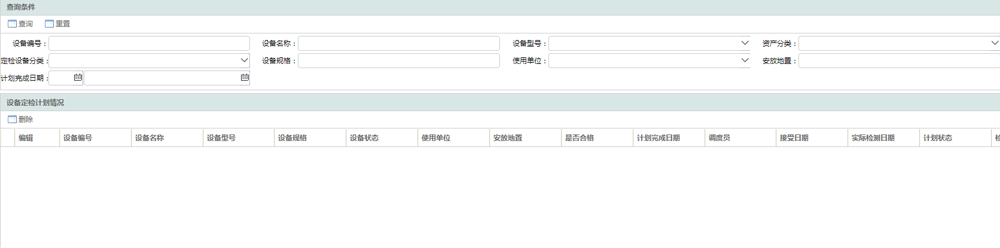 查询条件
查询 重置
设备编号： 设备名称： 设备型号： 资产分类：
定检设备分类： 设备规格： 使用单位： 安放地置：
计划完成日期：
设备定检计划情况
删除
编辑 设备编号 设备名称 设备型号 设备规格 设备状态 使用单位 安放地置 是否合格 计划完成日期 调度员 接受日期 实际检测日期 计划状态